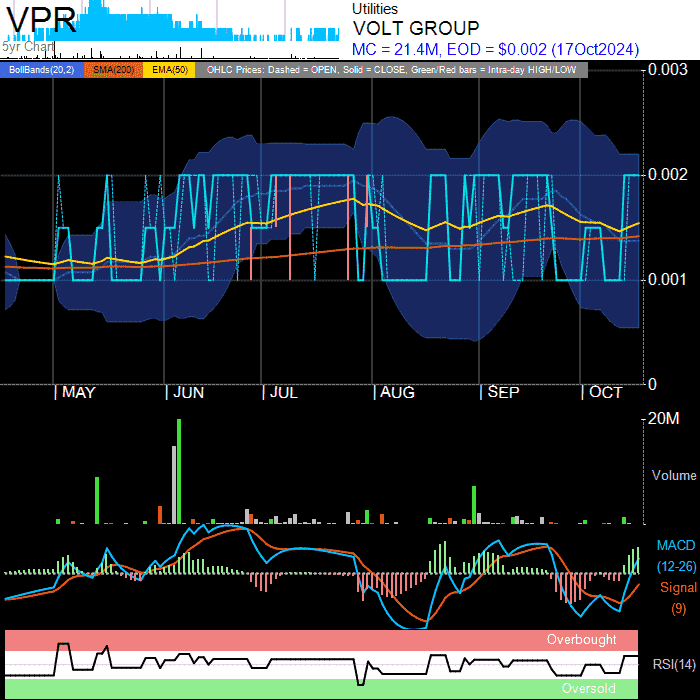 VPR
5yr Chart
Utilities
VOLT GROUP
MC = 21.4M, EOD = $0.002 (17Oct2024)
BollBands(20,2) SMA(200) EMA(50) OHLC Prices: Dashed = OPEN, Solid = CLOSE, Green/Red bars = Intra-day HIGH/LOW
0.003
0.002
0.001
0
MAY JUN JUL AUG SEP OCT
20M
Volume
MACD
(12-26)
Signal
(9)
Overbought
RSI(14)
Oversold